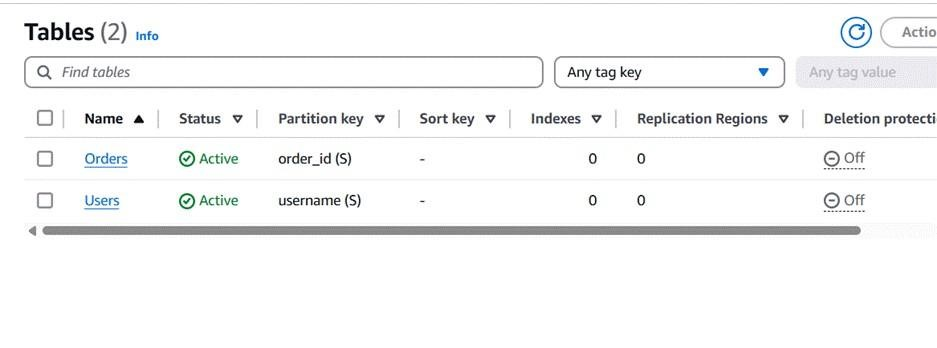 Tables (2) Info
Actio
Find tables
Any tag key
Any tag value
Name Status Partition key Sort key Indexes Replication Regions Deletion protecti
Orders Active order_id (S) - 0 0 Off
Users Active username (S) - 0 0 Off